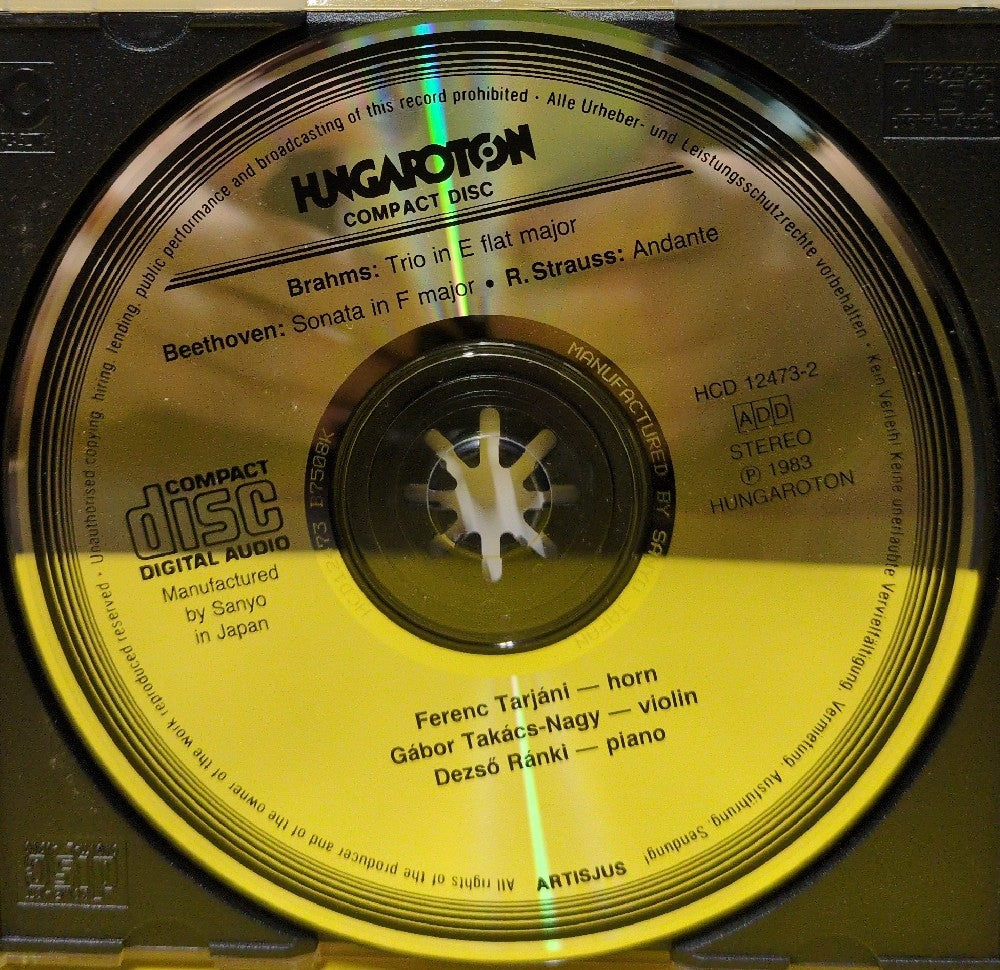 HUNGAROTON
COMPACT DISC
Brahms: Trio in E flat major
Beethoven: Sonata in F major • R. Strauss: Andante
HCD 12473-2
ADD
STEREO
Ⓟ 1983
HUNGAROTON
COMPACT
disc
DIGITAL AUDIO
Manufactured
by Sanyo
in Japan
Ferenc Tarjáni — horn
Gábor Takács-Nagy — violin
Dezső Ránki — piano
ARTISJUS
All rights of the producer and of the owner of the work reproduced reserved · Unauthorised copying, hiring, lending, public performance and broadcasting of this record prohibited · Alle Urheber- und Leistungsschutzrechte vorbehalten · Kein Verleih! Keine unerlaubte Vervielfältigung, Vermietung, Aufführung, Sendung!
MANUFACTURED BY